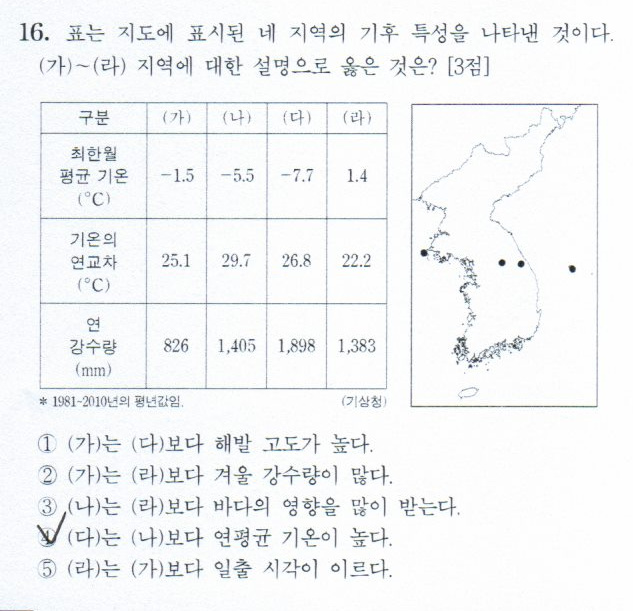 16. 표는 지도에 표시된 네 지역의 기후 특성을 나타낸 것이다.
(가)~(라) 지역에 대한 설명으로 옳은 것은? [3점]
구분 (가) (나) (다) (라)
최한월
평균 기온
(℃)
-1.5 -5.5 -7.7 1.4
기온의
연교차
(℃)
25.1 29.7 26.8 22.2
연
강수량
(mm)
826 1,405 1,898 1,383
* 1981~2010년의 평년값임. (기상청)
① (가)는 (다)보다 해발 고도가 높다.
② (가)는 (라)보다 겨울 강수량이 많다.
③ (나)는 (라)보다 바다의 영향을 많이 받는다.
④ (다)는 (나)보다 연평균 기온이 높다.
⑤ (라)는 (가)보다 일출 시각이 이르다.